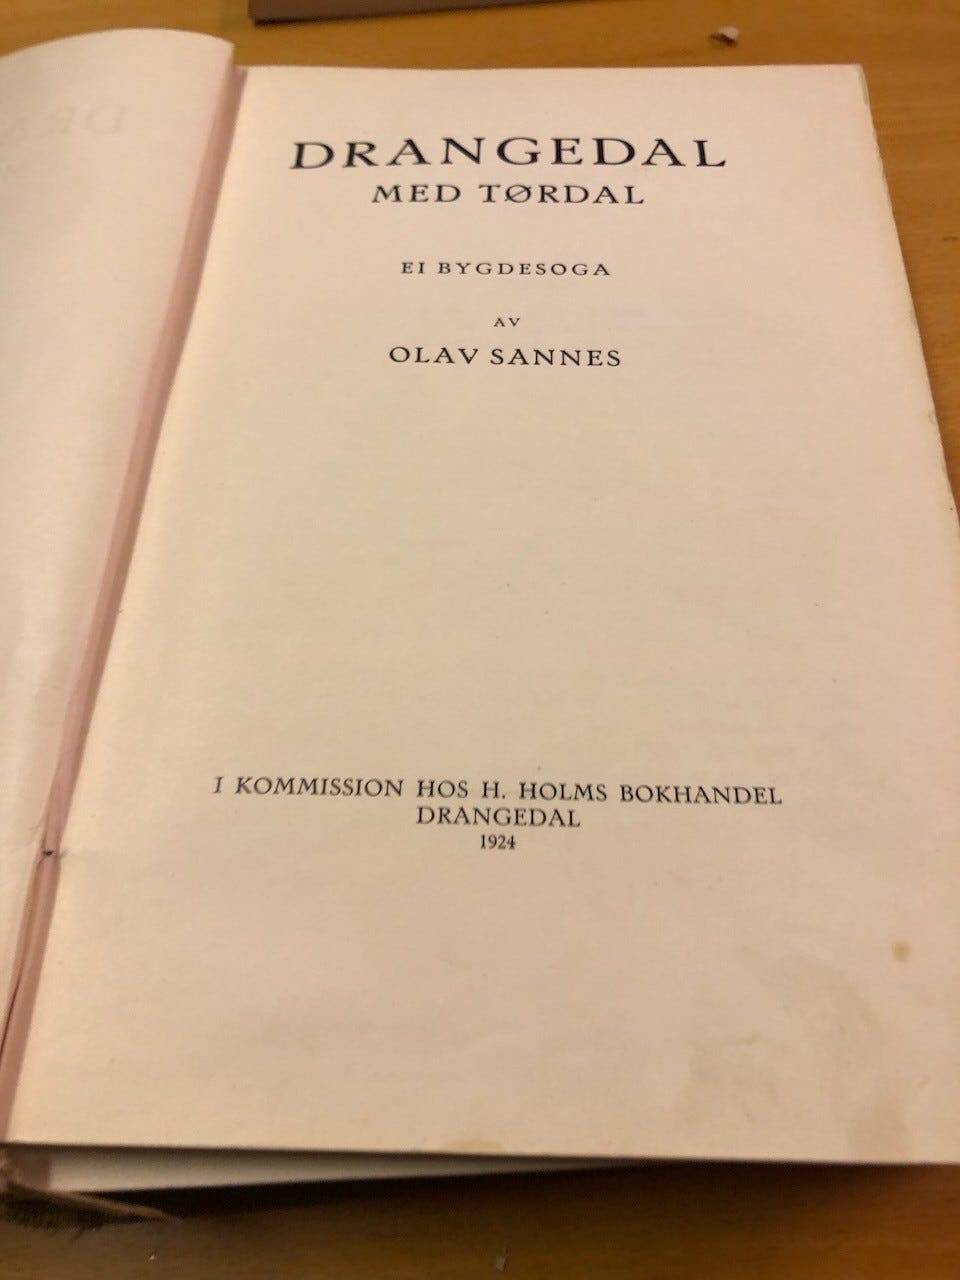 DRANGEDAL
MED TØRDAL
EI BYGDESOGA
AV
OLAV SANNES
I KOMMISSION HOS H. HOLMS BOKHANDEL
DRANGEDAL
1924